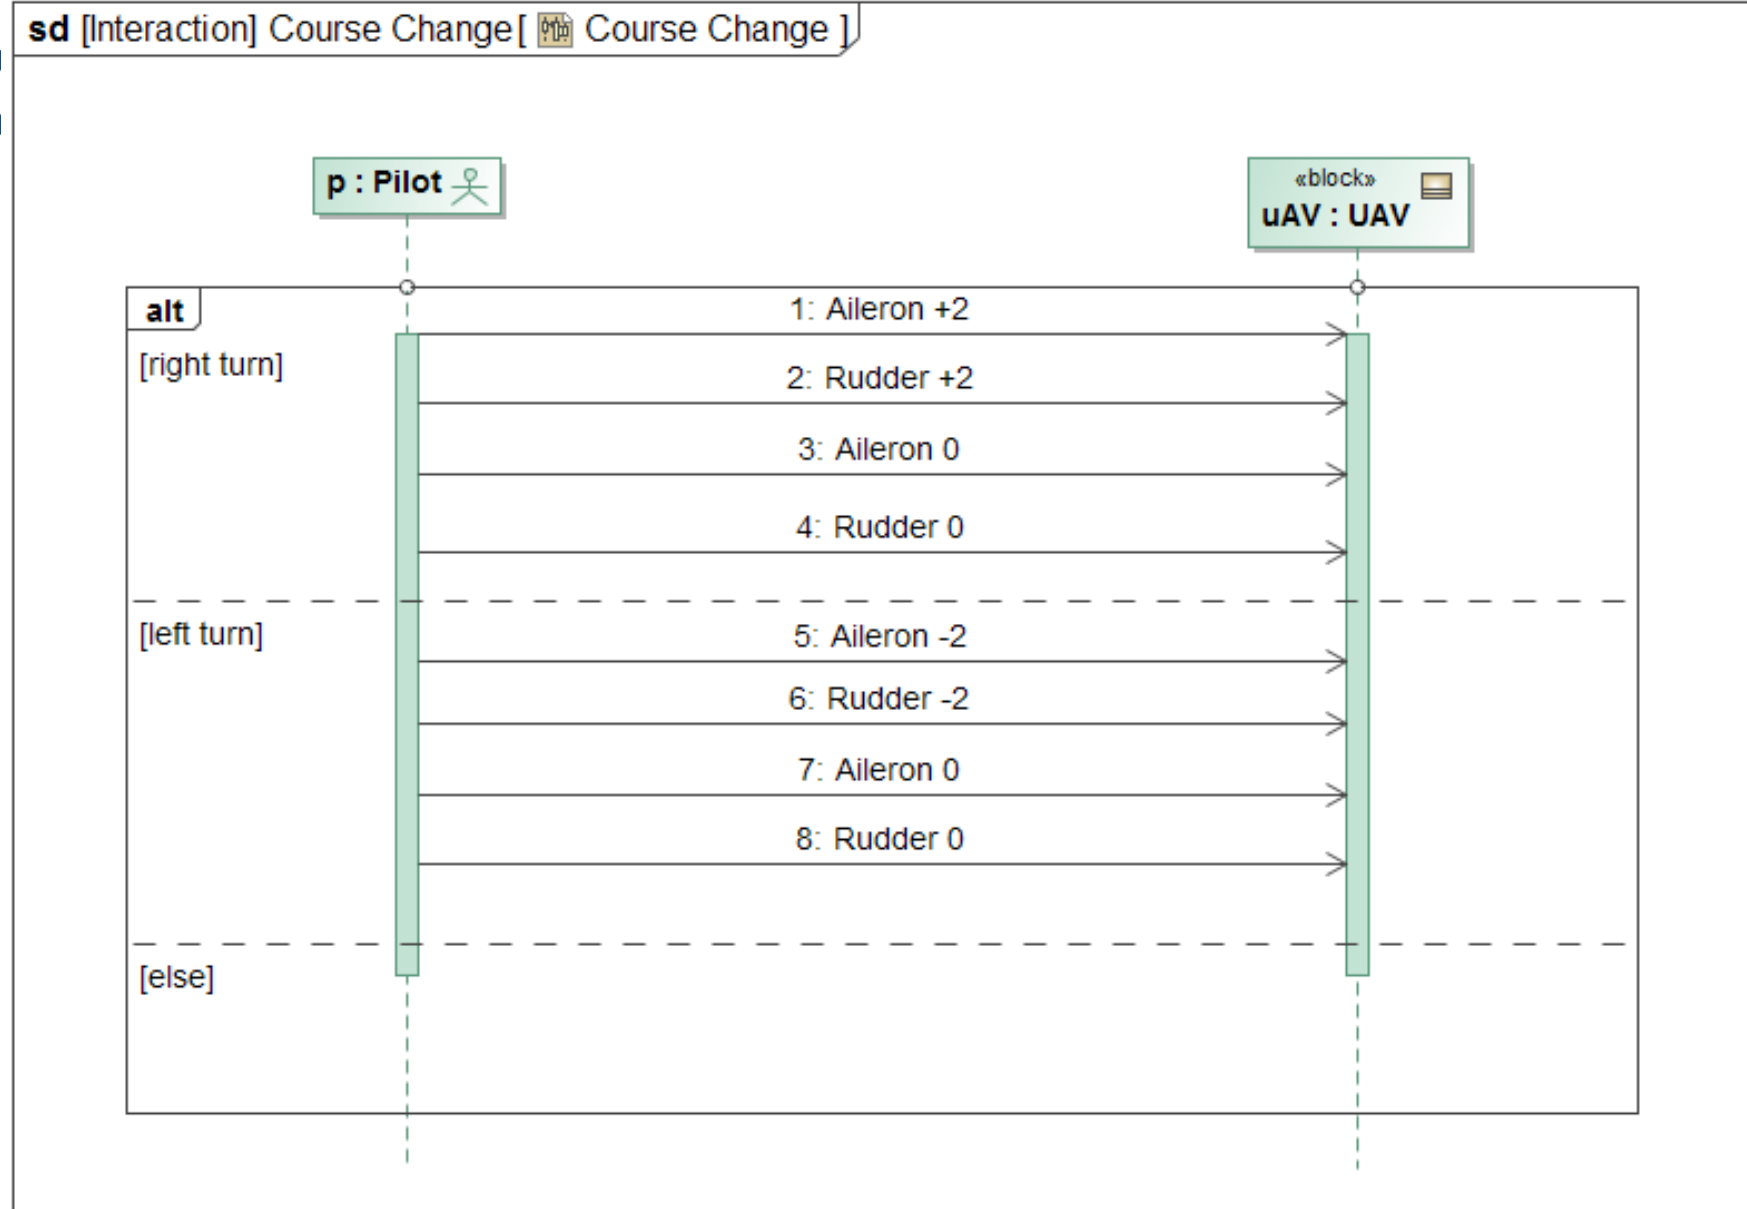 sd [Interaction] Course Change[ Course Change ]
p : Pilot
«block»
uAV : UAV
alt
1: Aileron +2
[right turn]
2: Rudder +2
3: Aileron 0
4: Rudder 0
[left turn]
5: Aileron -2
6: Rudder -2
7: Aileron 0
8: Rudder 0
[else]